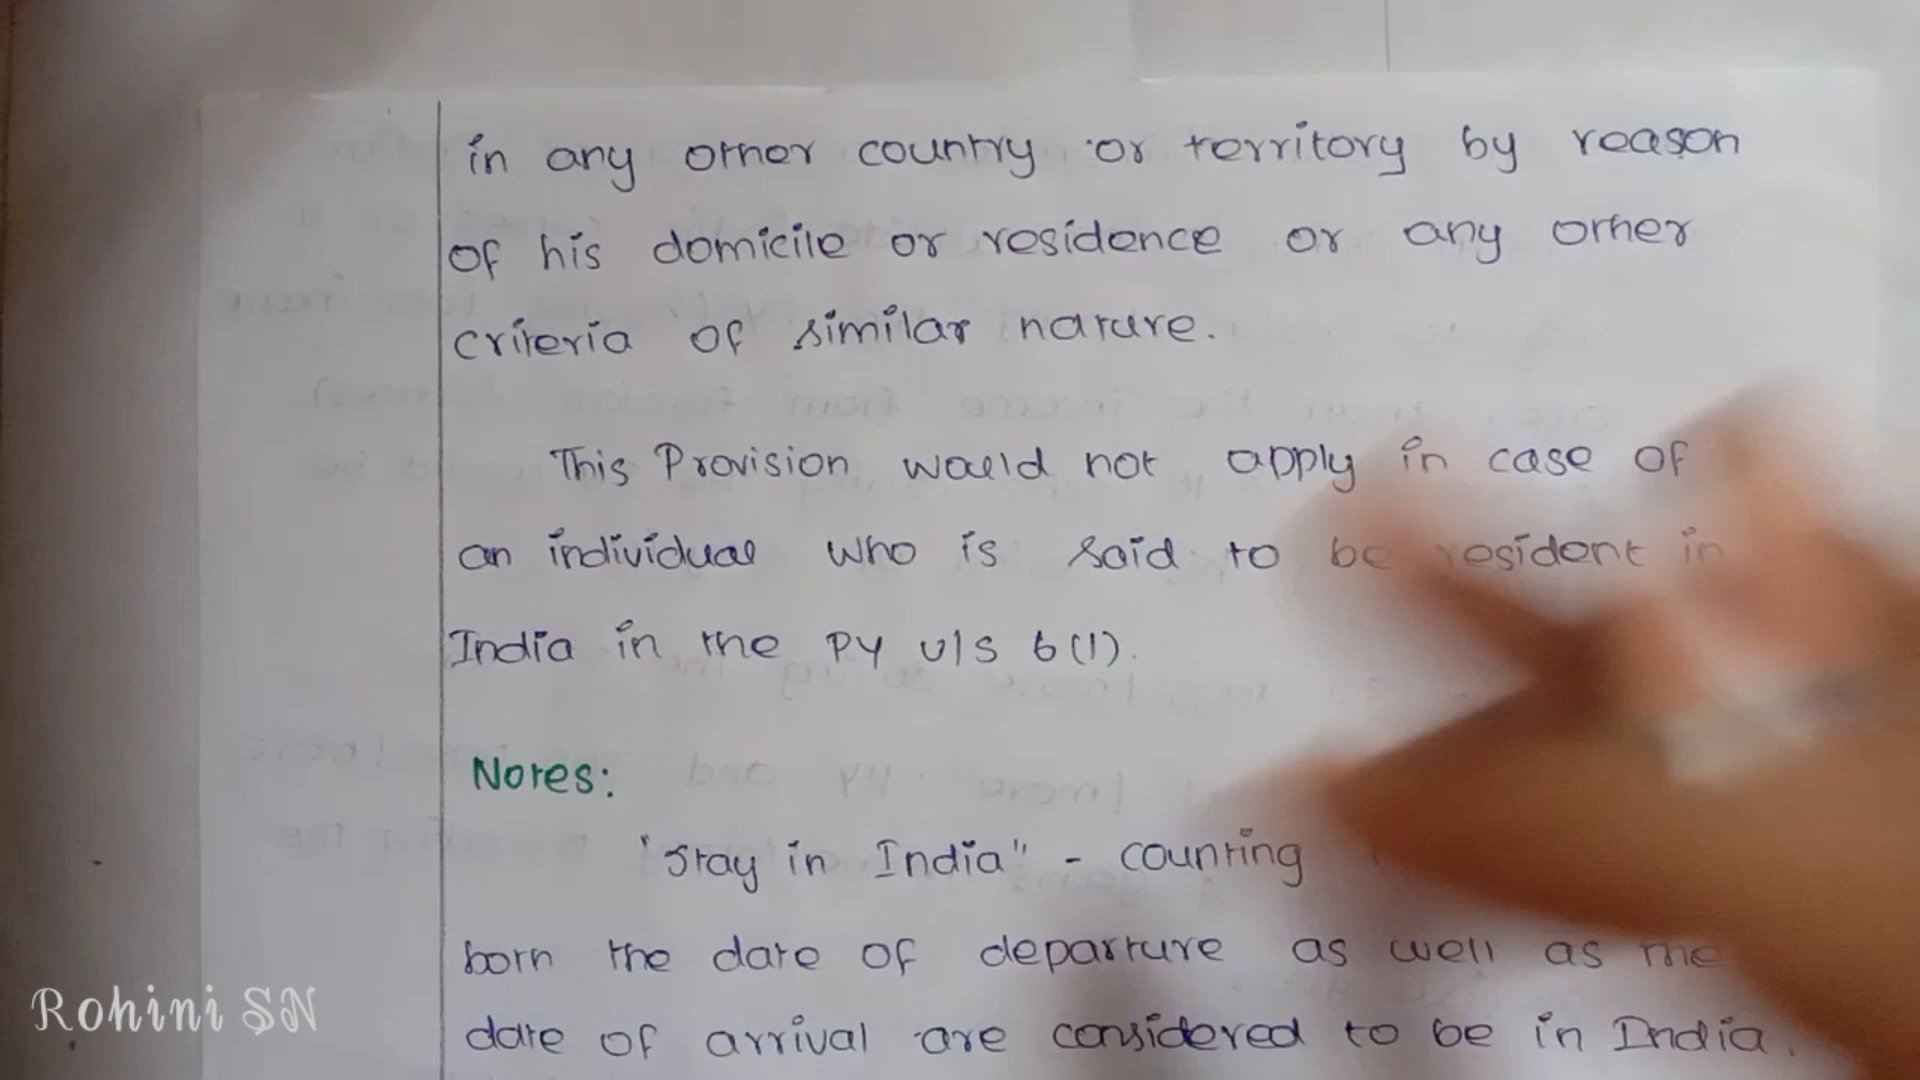 in any other country or territory by reason
of his domicile or residence or any other
criteria of similar nature.
This Provision would not apply in case of
an individual who is said to be resident in
India in the PY u/s 6(1).
Notes:
"Stay in India" - counting
both the date of departure as well as the
date of arrival are considered to be in India.
Rohini SN